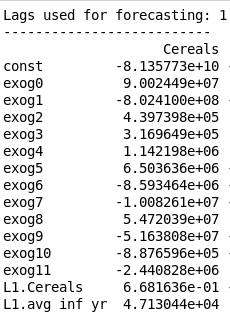 Lags used for forecasting: 1
--------------------------
Cereals
const -8.135773e+10 -
exog0 9.002449e+07
exog1 -8.024100e+08 -
exog2 4.397398e+05
exog3 3.169649e+05
exog4 1.142198e+06
exog5 6.503636e+06 -
exog6 -8.593464e+06 -
exog7 -1.008261e+07
exog8 5.472039e+07
exog9 -5.163808e+07 -
exog10 -8.876596e+05 -
exog11 -2.440828e+06
L1.Cereals 6.681636e-01 -
L1.avg inf yr 4.713044e+04